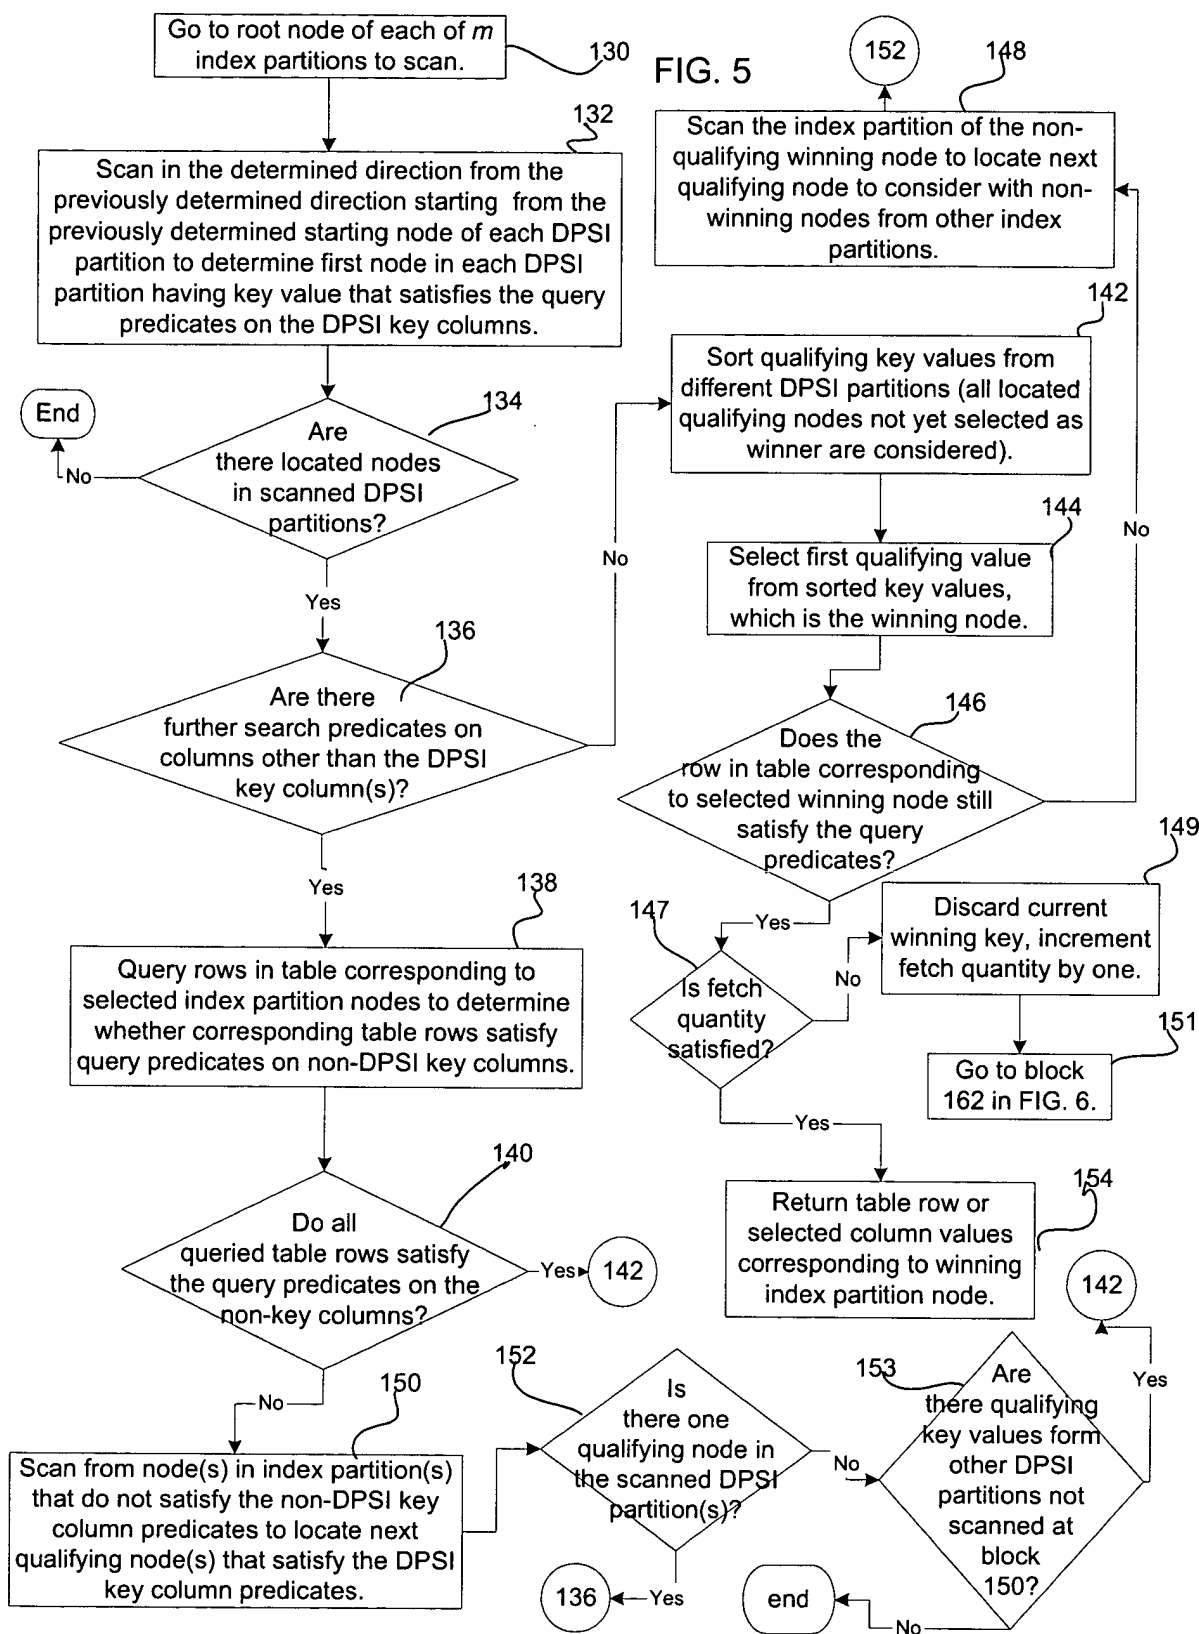 Go to root node of each of m
index partitions to scan.
130
FIG. 5
152
148
132
Scan in the determined direction from the
previously determined direction starting from the
previously determined starting node of each DPSI
partition to determine first node in each DPSI
partition having key value that satisfies the query
predicates on the DPSI key columns.
Scan the index partition of the non-
qualifying winning node to locate next
qualifying node to consider with non-
winning nodes from other index
partitions.
142
Sort qualifying key values from
different DPSI partitions (all located
qualifying nodes not yet selected as
winner are considered).
End
No
134
Are
there located nodes
in scanned DPSI
partitions?
No
No
144
Select first qualifying value
from sorted key values,
which is the winning node.
Yes
136
Are there
further search predicates on
columns other than the DPSI
key column(s)?
146
Does the
row in table corresponding
to selected winning node still
satisfy the query
predicates?
Yes
138
Query rows in table corresponding to
selected index partition nodes to determine
whether corresponding table rows satisfy
query predicates on non-DPSI key columns.
Yes
147
Is fetch
quantity
satisfied?
No
149
Discard current
winning key, increment
fetch quantity by one.
151
Go to block
162 in FIG. 6.
Yes
140
Do all
queried table rows satisfy
the query predicates on the
non-key columns?
Yes
142
154
Return table row or
selected column values
corresponding to winning
index partition node.
142
No
150
Scan from node(s) in index partition(s)
that do not satisfy the non-DPSI key
column predicates to locate next
qualifying node(s) that satisfy the DPSI
key column predicates.
152
Is
there one
qualifying node in
the scanned DPSI
partition(s)?
No
153
Are
there qualifying
key values form
other DPSI
partitions not
scanned at
block
150?
Yes
136
Yes
end
No